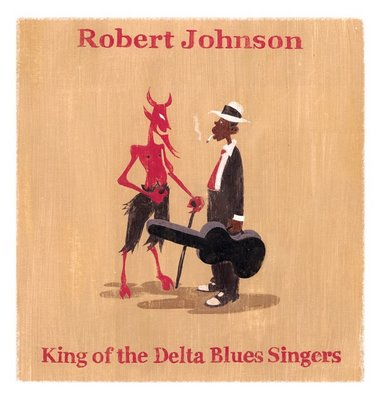 Robert Johnson
King of the Delta Blues Singers